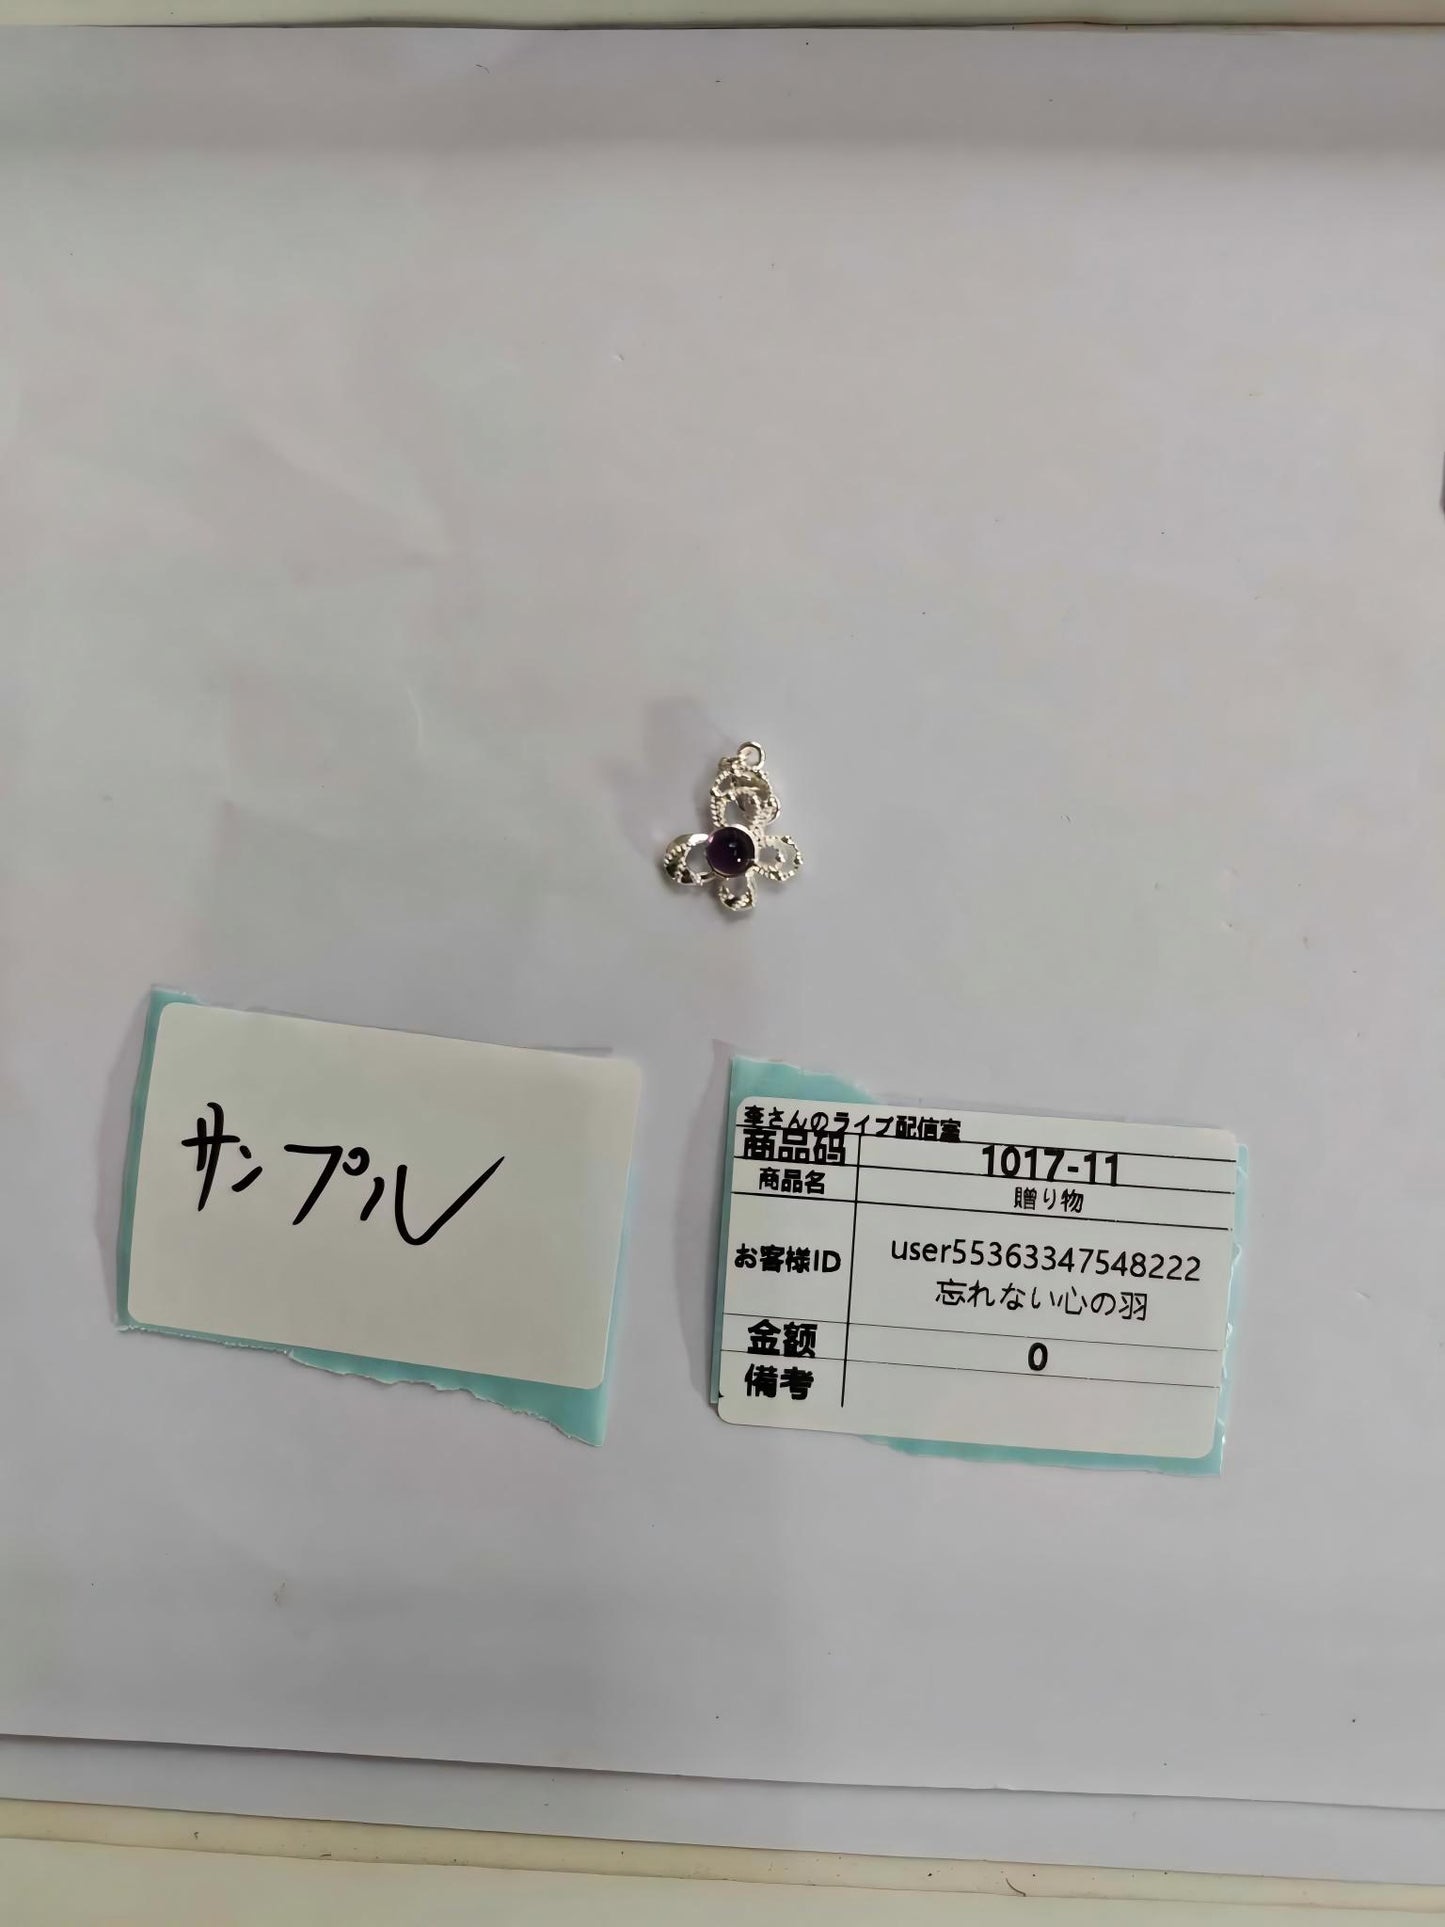 サンプル
奎さんのライブ配信室
商品码 1017-11
商品名 贈り物
お客様ID user55363347548222
忘れない心の羽
金额 0
備考